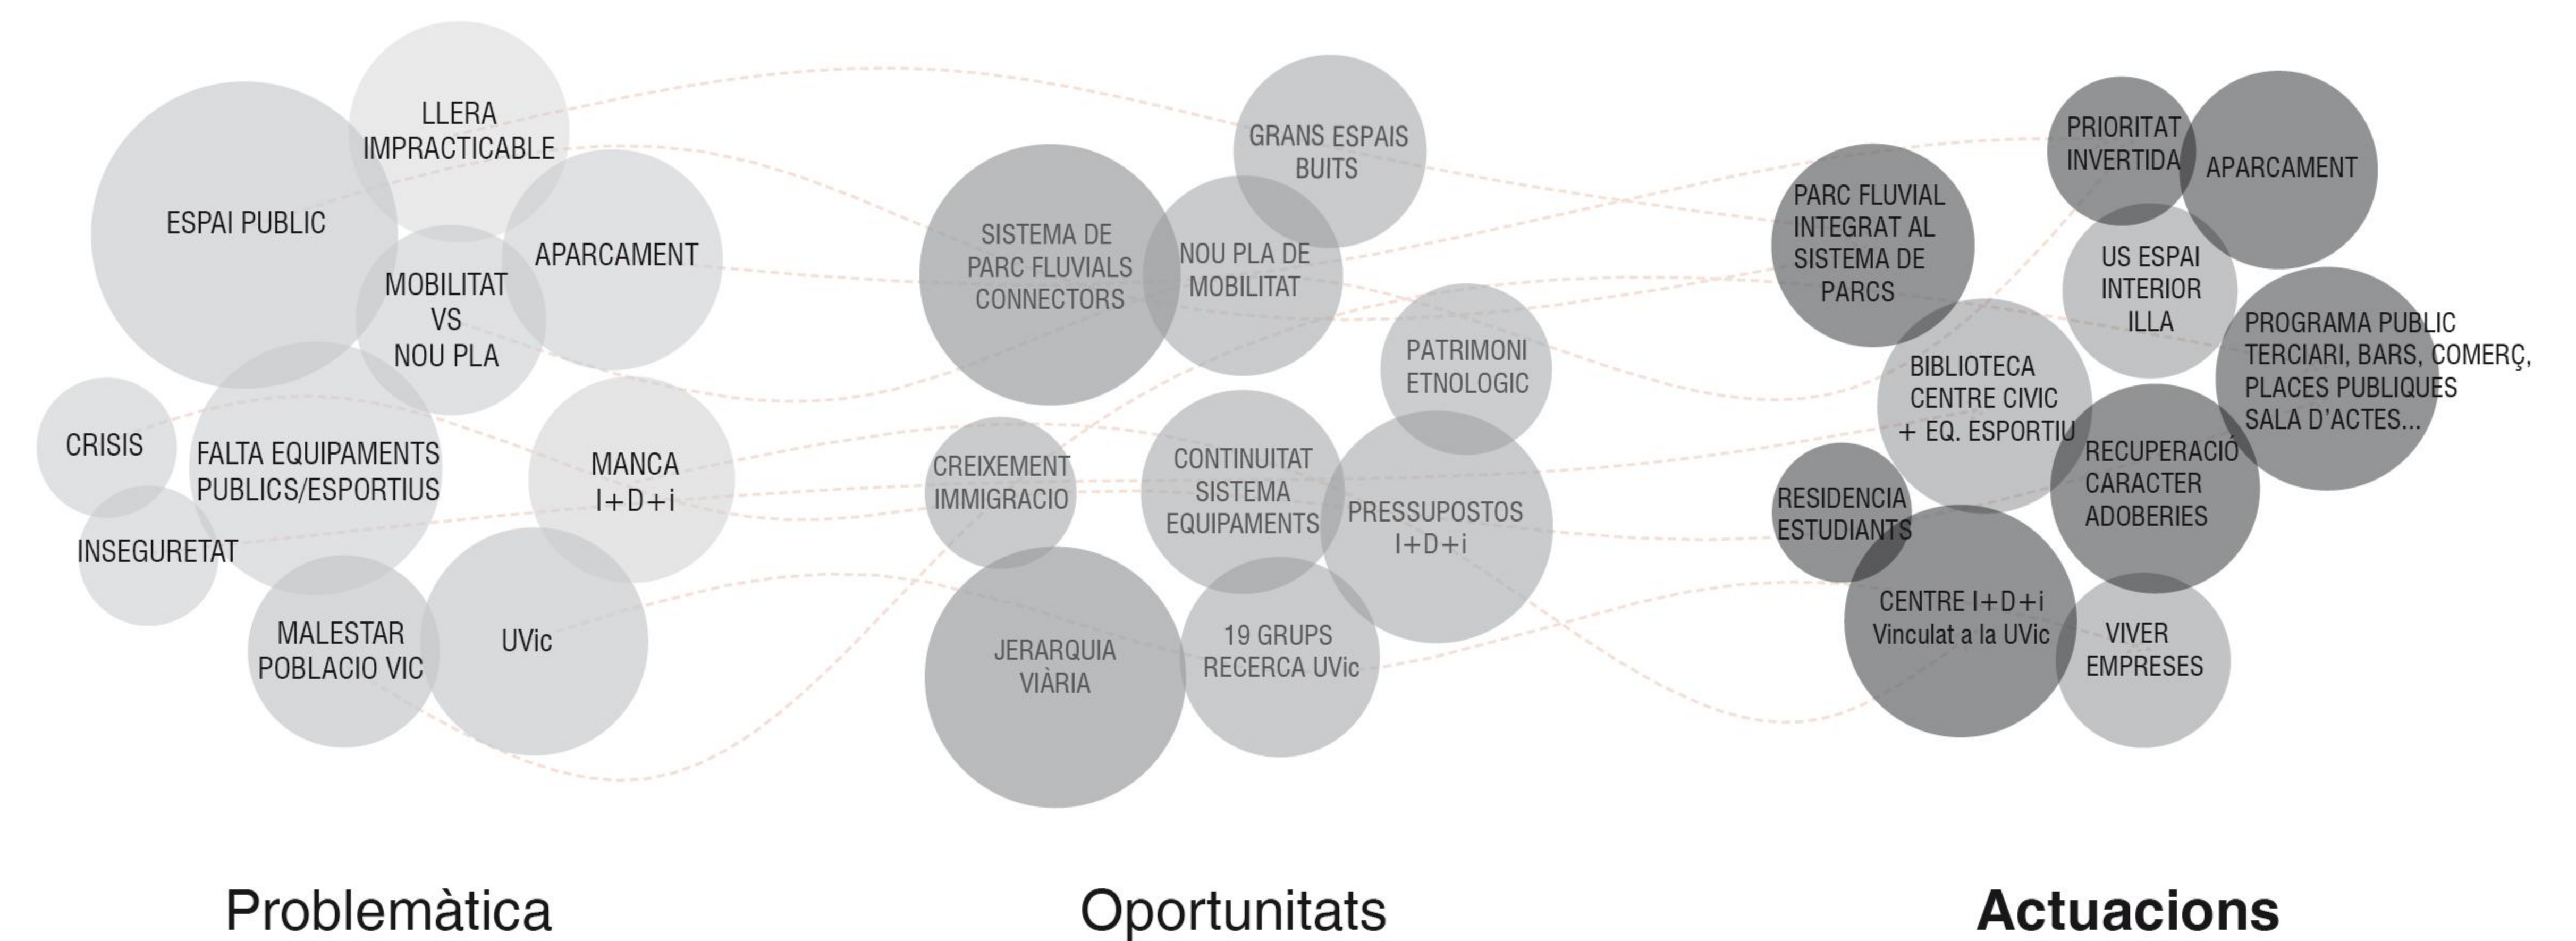 LLERA
IMPRACTICABLE
ESPAI PUBLIC
APARCAMENT
MOBILITAT
VS
NOU PLA
CRISIS
FALTA EQUIPAMENTS
PUBLICS/ESPORTIUS
MANCA
I+D+i
INSEGURETAT
MALESTAR
POBLACIO VIC
UVic
Problemàtica
GRANS ESPAIS
BUITS
SISTEMA DE
PARC FLUVIALS
CONNECTORS
NOU PLA DE
MOBILITAT
PATRIMONI
ETNOLOGIC
CREIXEMENT
IMMIGRACIO
CONTINUITAT
SISTEMA
EQUIPAMENTS
PRESSUPOSTOS
I+D+i
JERARQUIA
VIÀRIA
19 GRUPS
RECERCA UVic
Oportunitats
PRIORITAT
INVERTIDA
APARCAMENT
PARC FLUVIAL
INTEGRAT AL
SISTEMA DE
PARCS
US ESPAI
INTERIOR
ILLA
PROGRAMA PUBLIC
TERCIARI, BARS, COMERÇ,
PLACES PUBLIQUES
SALA D'ACTES...
BIBLIOTECA
CENTRE CIVIC
+ EQ. ESPORTIU
RECUPERACIÓ
CARACTER
ADOBERIES
RESIDENCIA
ESTUDIANTS
CENTRE I+D+i
Vinculat a la UVic
VIVER
EMPRESES
Actuacions